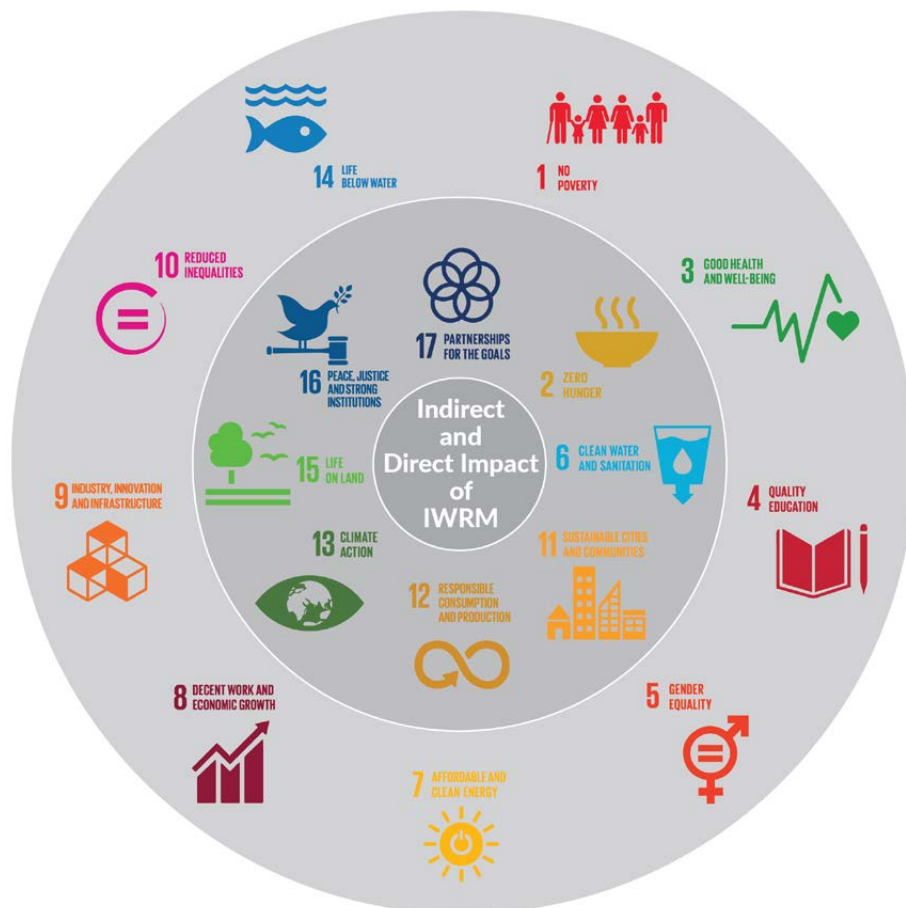 14 LIFE
BELOW WATER
1 NO
POVERTY
10 REDUCED
INEQUALITIES
3 GOOD HEALTH
AND WELL-BEING
17 PARTNERSHIPS
FOR THE GOALS
16 PEACE, JUSTICE
AND STRONG
INSTITUTIONS
2 ZERO
HUNGER
Indirect
and
Direct Impact
of
IWRM
15 LIFE
ON LAND
6 CLEAN WATER
AND SANITATION
9 INDUSTRY, INNOVATION
AND INFRASTRUCTURE
4 QUALITY
EDUCATION
13 CLIMATE
ACTION
11 SUSTAINABLE CITIES
AND COMMUNITIES
12 RESPONSIBLE
CONSUMPTION
AND PRODUCTION
8 DECENT WORK AND
ECONOMIC GROWTH
5 GENDER
EQUALITY
7 AFFORDABLE AND
CLEAN ENERGY